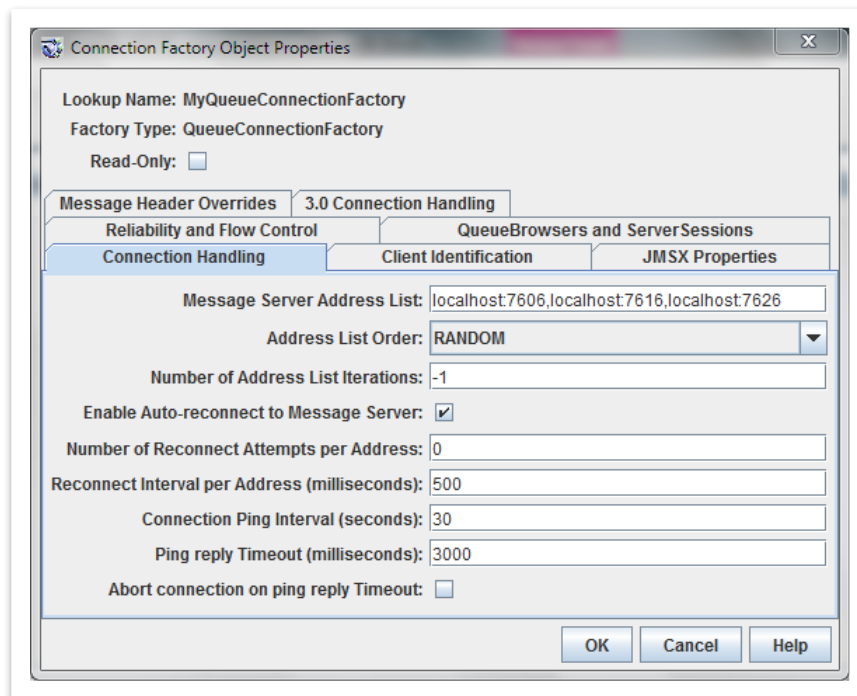 Connection Factory Object Properties
Lookup Name: MyQueueConnectionFactory
Factory Type: QueueConnectionFactory
Read-Only:
Message Header Overrides 3.0 Connection Handling
Reliability and Flow Control QueueBrowsers and ServerSessions
Connection Handling Client Identification JMSX Properties
Message Server Address List: localhost:7606,localhost:7616,localhost:7626
Address List Order: RANDOM
Number of Address List Iterations: -1
Enable Auto-reconnect to Message Server:
Number of Reconnect Attempts per Address: 0
Reconnect Interval per Address (milliseconds): 500
Connection Ping Interval (seconds): 30
Ping reply Timeout (milliseconds): 3000
Abort connection on ping reply Timeout:
OK Cancel Help